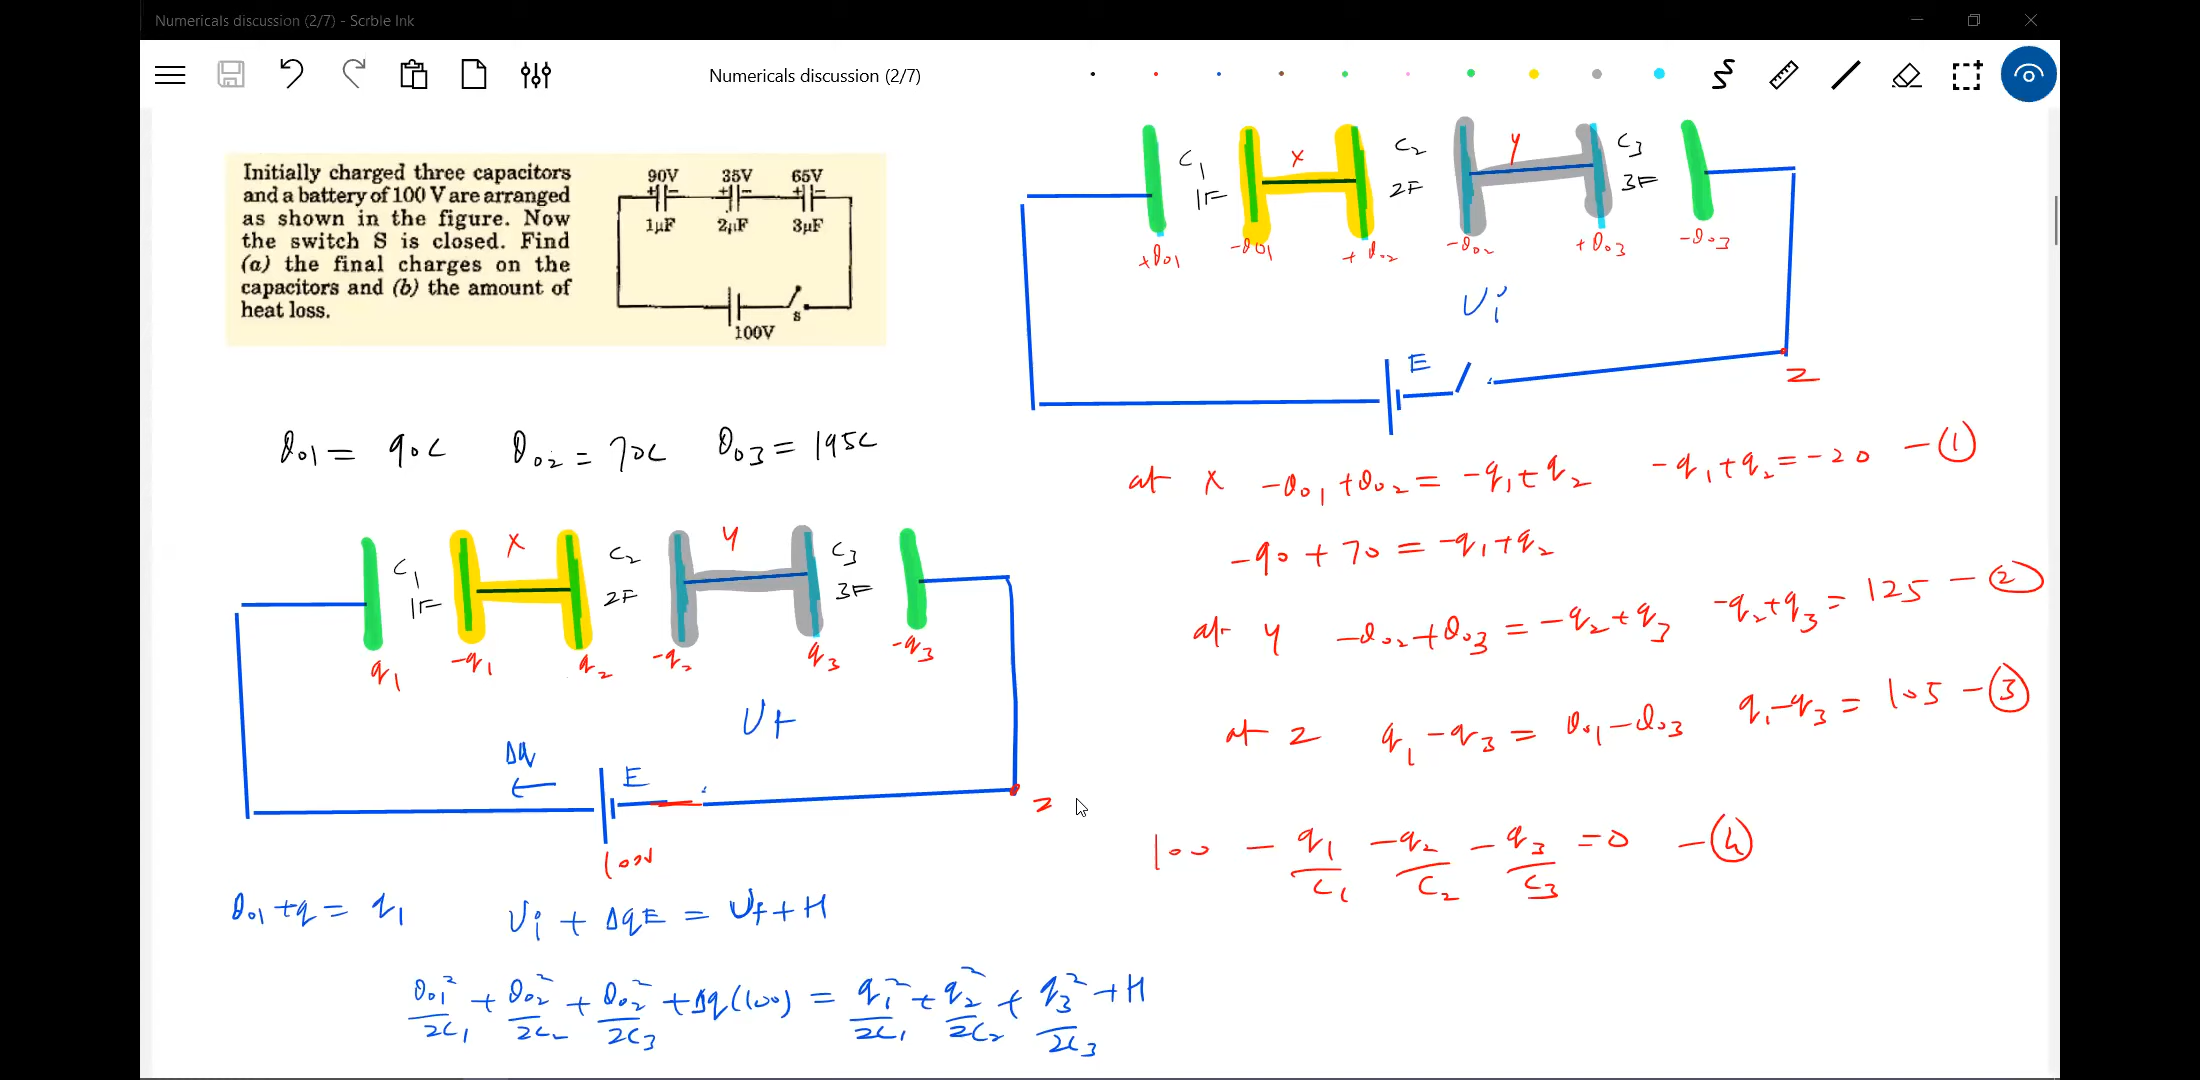 Numericals discussion (2/7) - Scrble Ink
Numericals discussion (2/7)
Initially charged three capacitors
and a battery of 100 V are arranged
as shown in the figure. Now
the switch S is closed. Find
(a) the final charges on the
capacitors and (b) the amount of
heat loss.
90V 35V 65V
+ - + - + -
1µF 2µF 3µF
S
100V
C1 x C2 y C3
1F 2F 3F
+Q01 -Q01 +Q02 -Q02 +Q03 -Q03
Ui
E
Z
Q01 = 90C Q02 = 70C Q03 = 195C
at x -Q01 + Q02 = -q1 + q2 -q1 + q2 = -20 - (1)
-90 + 70 = -q1 + q2
at y -Q02 + Q03 = -q2 + q3 -q2 + q3 = 125 - (2)
at z q1 - q3 = Q01 - Q03 q1 - q3 = 105 - (3)
100 - q1/C1 - q2/C2 - q3/C3 = 0 - (4)
x y
C1 C2 C3
1F 2F 3F
q1 -q1 q2 -q2 q3 -q3
Uf
Δq
E
z
100V
Q01 + q = q1 Ui + ΔqE = Uf + H
Q01²/2C1 + Q02²/2C2 + Q02²/2C3 + Δq(100) = q1²/2C1 + q2²/2C2 + q3²/2C3 + H